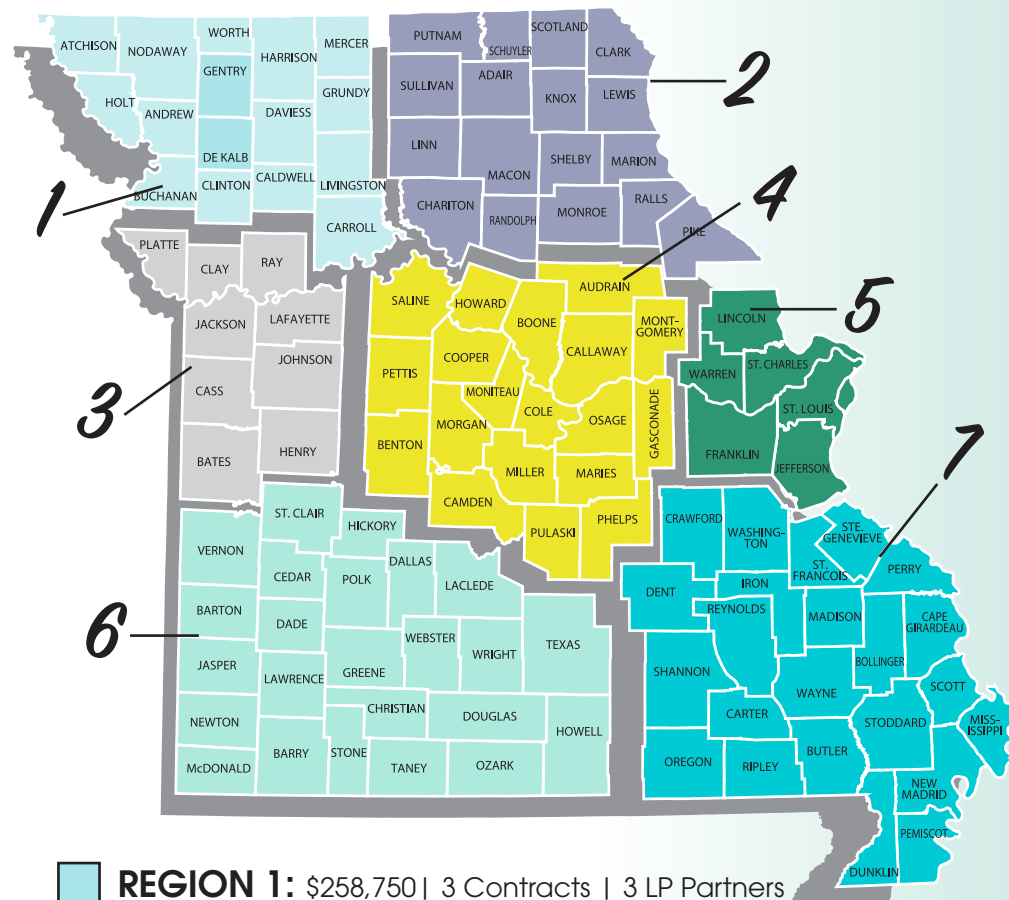 ATCHISON
NODAWAY
WORTH
HARRISON
MERCER
GENTRY
HOLT
ANDREW
DAVIESS
GRUNDY
DE KALB
BUCHANAN
CLINTON
CALDWELL
LIVINGSTON
CARROLL
1
PUTNAM
SCHUYLER
SCOTLAND
CLARK
SULLIVAN
ADAIR
KNOX
LEWIS
LINN
MACON
SHELBY
MARION
CHARITON
RANDOLPH
MONROE
RALLS
PIKE
2
PLATTE
CLAY
RAY
JACKSON
LAFAYETTE
JOHNSON
CASS
BATES
HENRY
3
SALINE
HOWARD
BOONE
AUDRAIN
MONT-
GOMERY
CALLAWAY
COOPER
PETTIS
MONITEAU
COLE
OSAGE
GASCONADE
MORGAN
BENTON
MILLER
MARIES
CAMDEN
PULASKI
PHELPS
4
LINCOLN
WARREN
ST. CHARLES
ST. LOUIS
FRANKLIN
JEFFERSON
5
ST. CLAIR
HICKORY
VERNON
CEDAR
POLK
DALLAS
LACLEDE
BARTON
DADE
WEBSTER
WRIGHT
TEXAS
JASPER
LAWRENCE
GREENE
CHRISTIAN
DOUGLAS
HOWELL
NEWTON
BARRY
STONE
TANEY
OZARK
McDONALD
6
CRAWFORD
WASHING-
TON
STE.
GENEVIEVE
ST.
FRANCOIS
PERRY
DENT
IRON
REYNOLDS
MADISON
CAPE
GIRARDEAU
BOLLINGER
SHANNON
WAYNE
SCOTT
CARTER
STODDARD
MISS-
ISSIPPI
OREGON
RIPLEY
BUTLER
NEW
MADRID
PEMISCOT
DUNKLIN
7
REGION 1: $258,750| 3 Contracts | 3 LP Partners